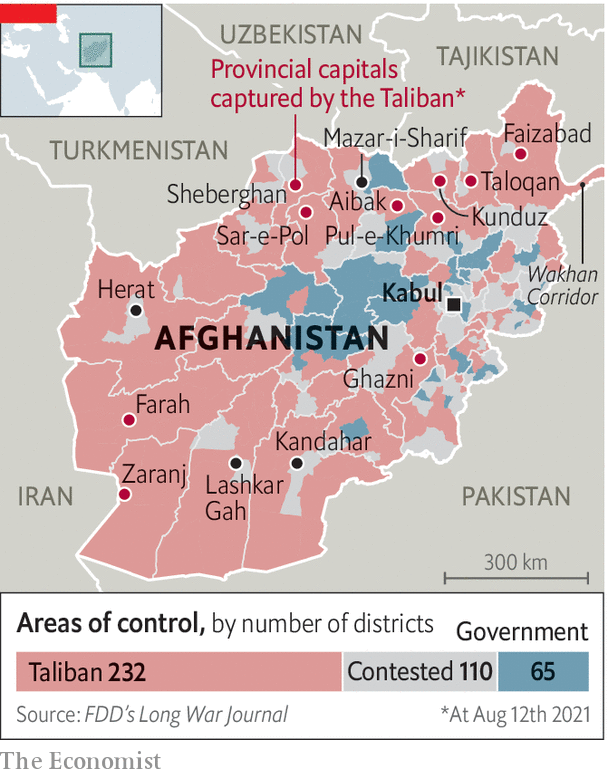 UZBEKISTAN
TAJIKISTAN
Provincial capitals
captured by the Taliban*
TURKMENISTAN
Mazar-i-Sharif
Faizabad
Sheberghan
Aibak
Taloqan
Kunduz
Sar-e-Pol
Pul-e-Khumri
Wakhan
Corridor
Herat
Kabul
AFGHANISTAN
Ghazni
Farah
Kandahar
Zaranj
Lashkar
Gah
IRAN
PAKISTAN
300 km
Areas of control, by number of districts
Government
Taliban 232
Contested 110
65
Source: FDD's Long War Journal
*At Aug 12th 2021
The Economist